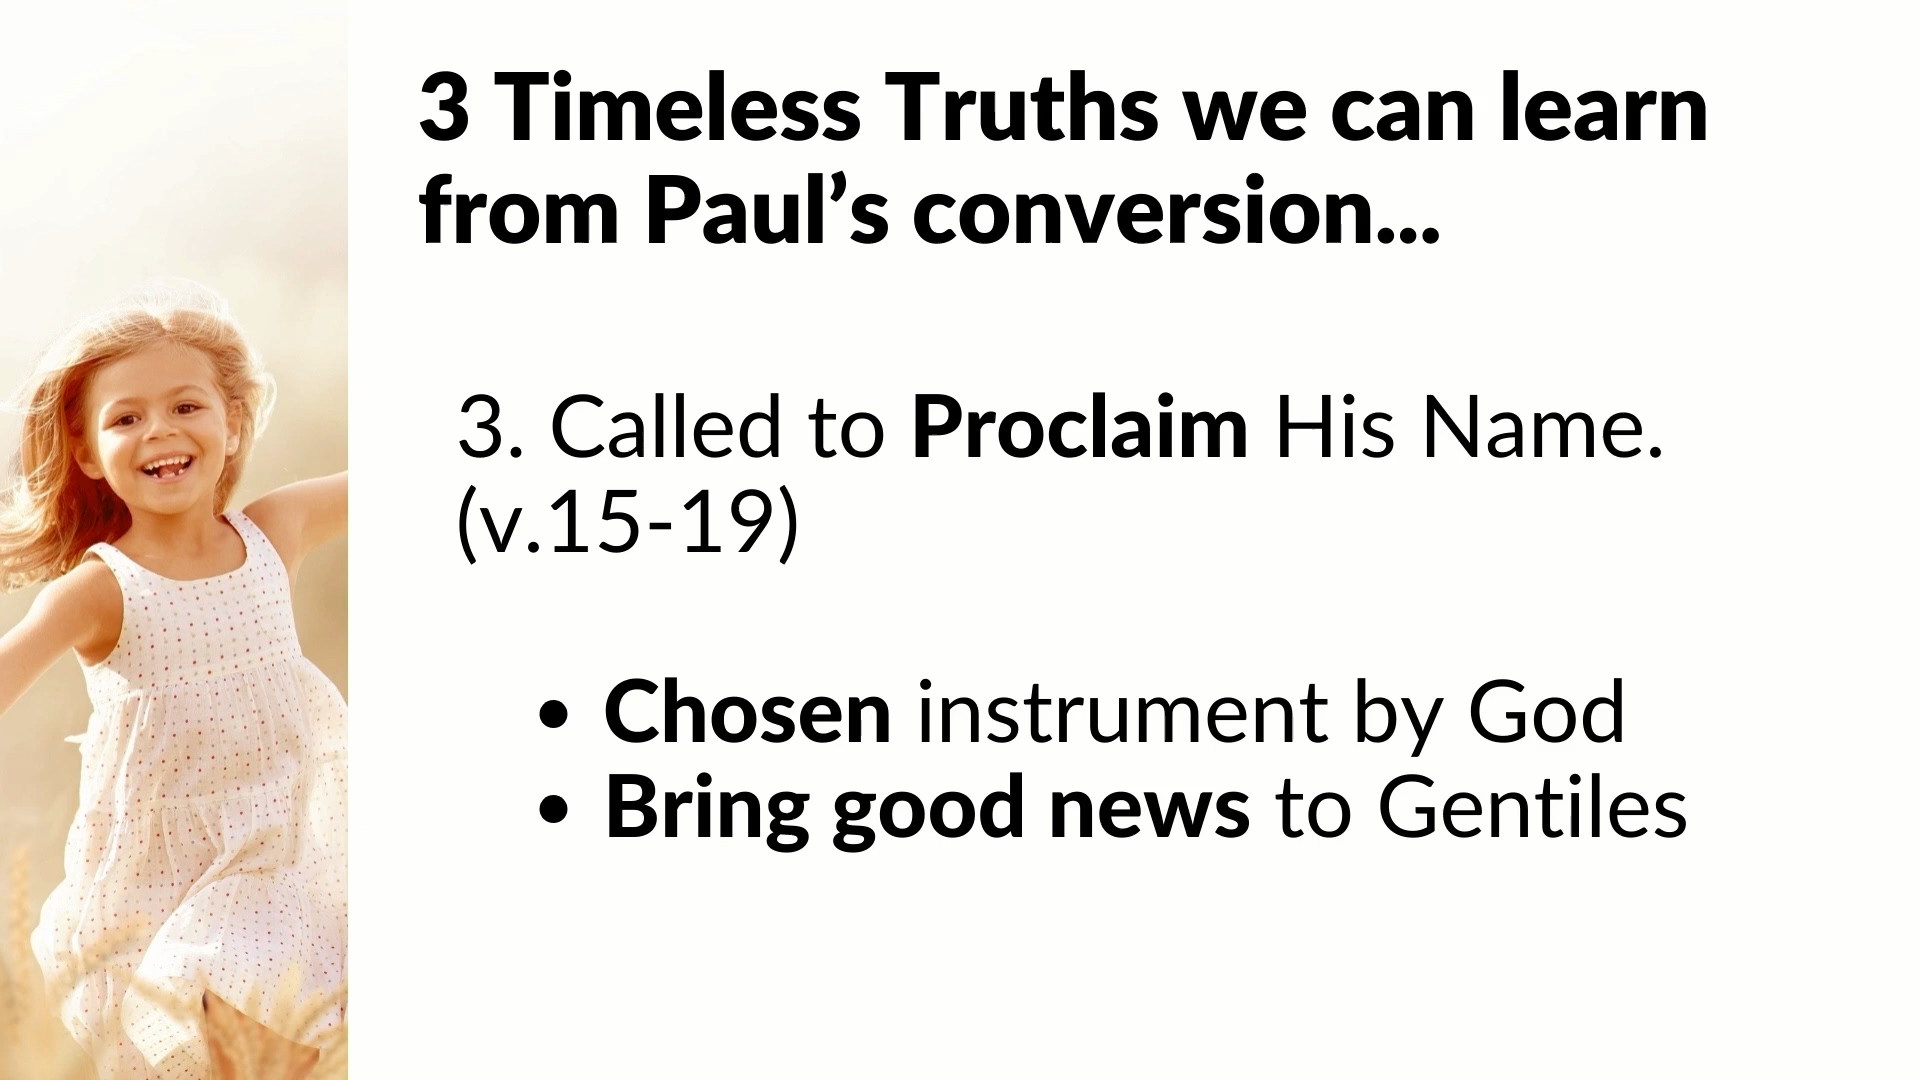 3 Timeless Truths we can learn
from Paul’s conversion...
3. Called to Proclaim His Name.
(v.15-19)
• Chosen instrument by God
• Bring good news to Gentiles